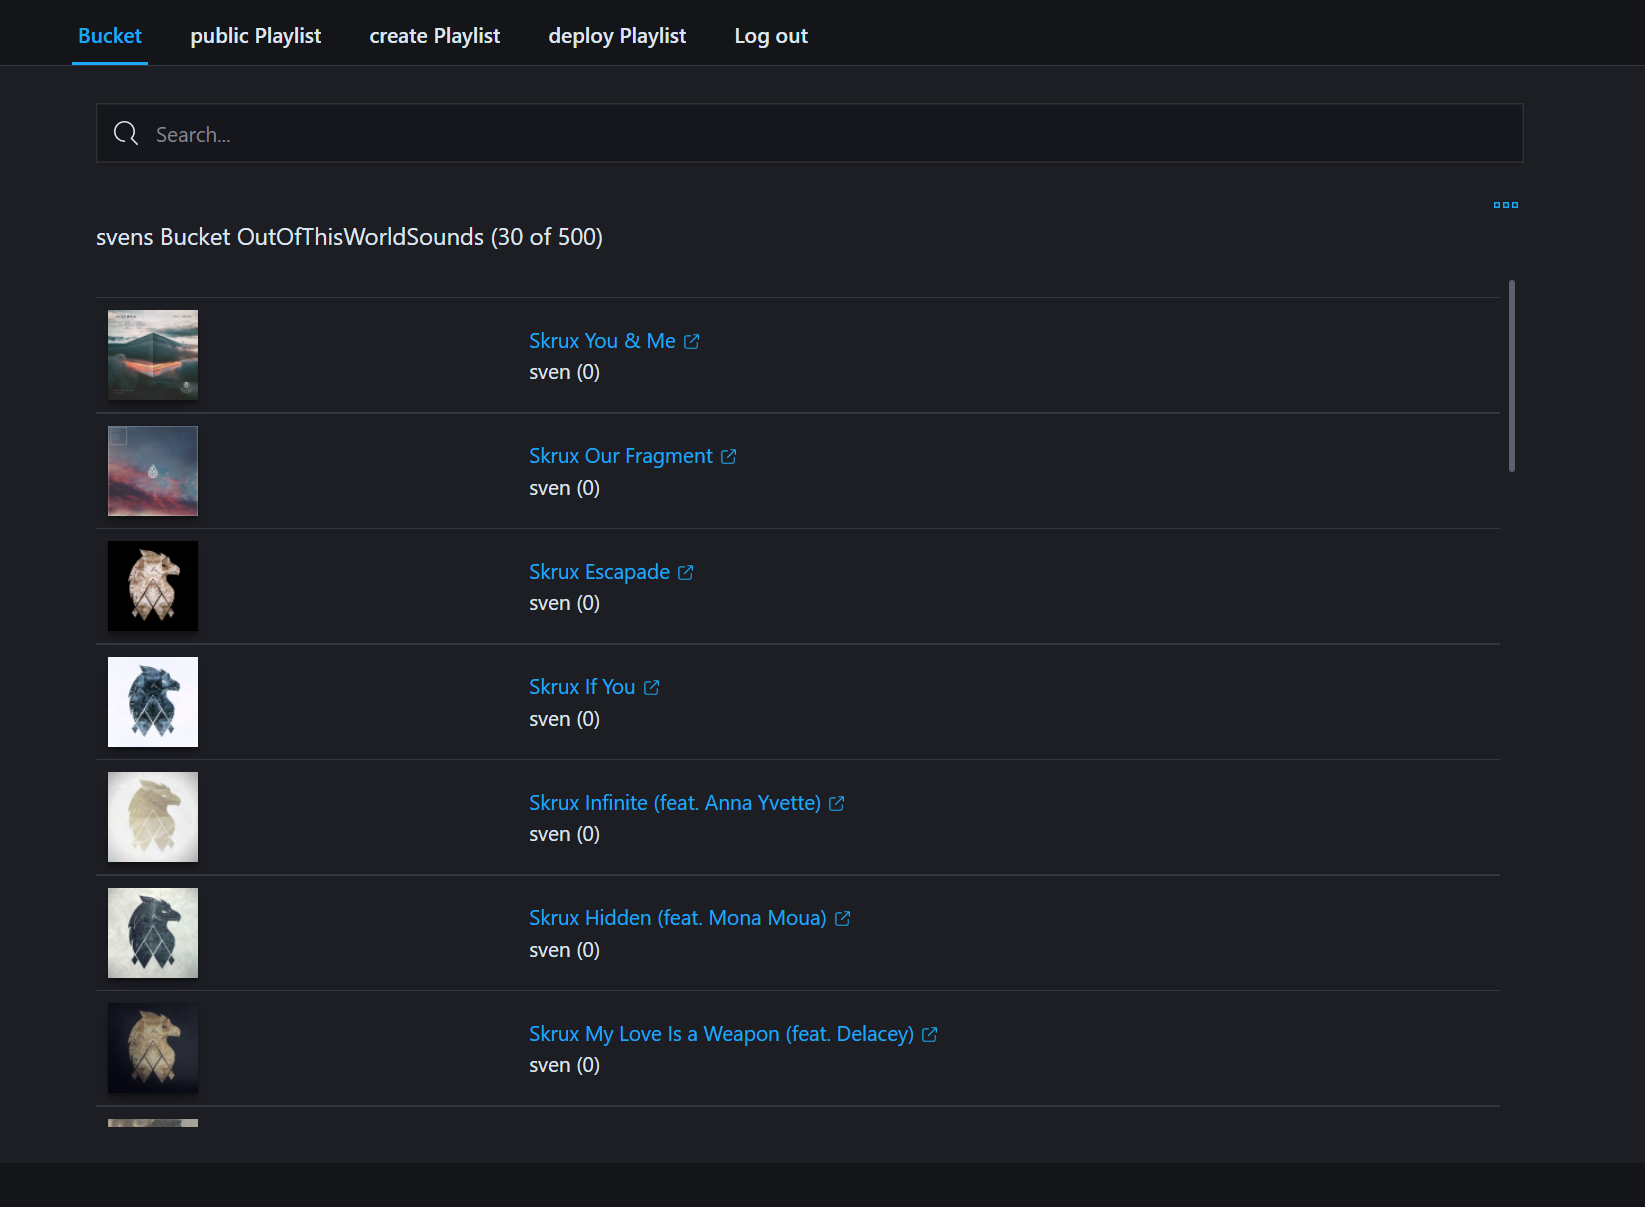 Bucket public Playlist create Playlist deploy Playlist Log out
Search...
svens Bucket OutOfThisWorldSounds (30 of 500)
Skrux You & Me
sven (0)
Skrux Our Fragment
sven (0)
Skrux Escapade
sven (0)
Skrux If You
sven (0)
Skrux Infinite (feat. Anna Yvette)
sven (0)
Skrux Hidden (feat. Mona Moua)
sven (0)
Skrux My Love Is a Weapon (feat. Delacey)
sven (0)